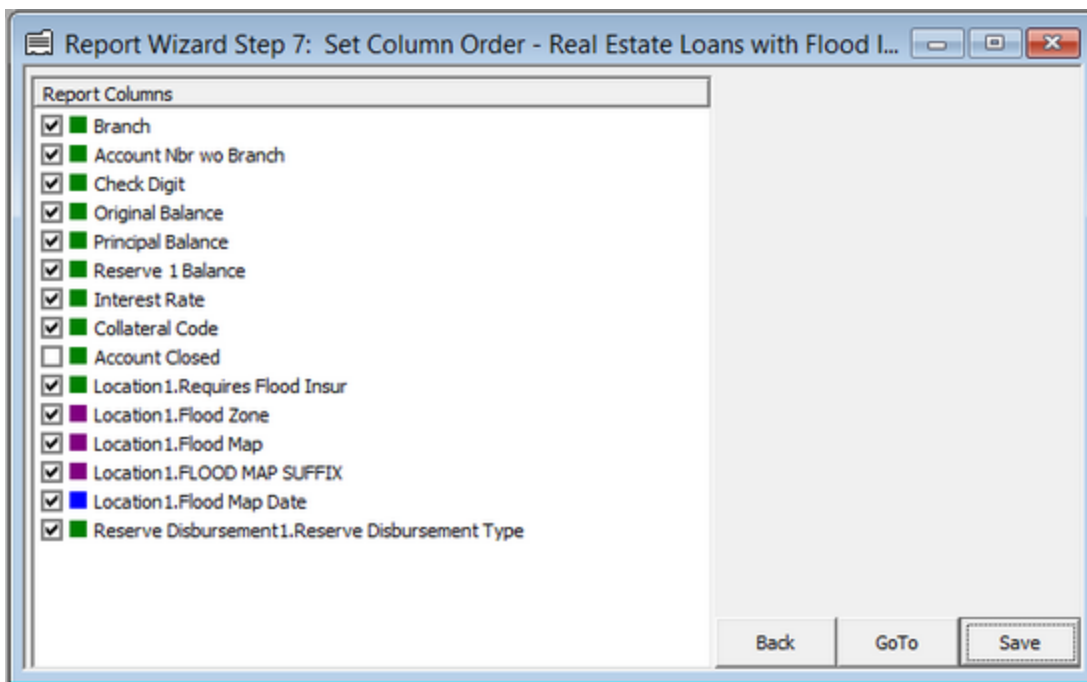 Report Wizard Step 7: Set Column Order - Real Estate Loans with Flood I...
Report Columns
Branch
Account Nbr wo Branch
Check Digit
Original Balance
Principal Balance
Reserve 1 Balance
Interest Rate
Collateral Code
Account Closed
Location1.Requires Flood Insur
Location1.Flood Zone
Location1.Flood Map
Location1.FLOOD MAP SUFFIX
Location1.Flood Map Date
Reserve Disbursement1.Reserve Disbursement Type
Back GoTo Save